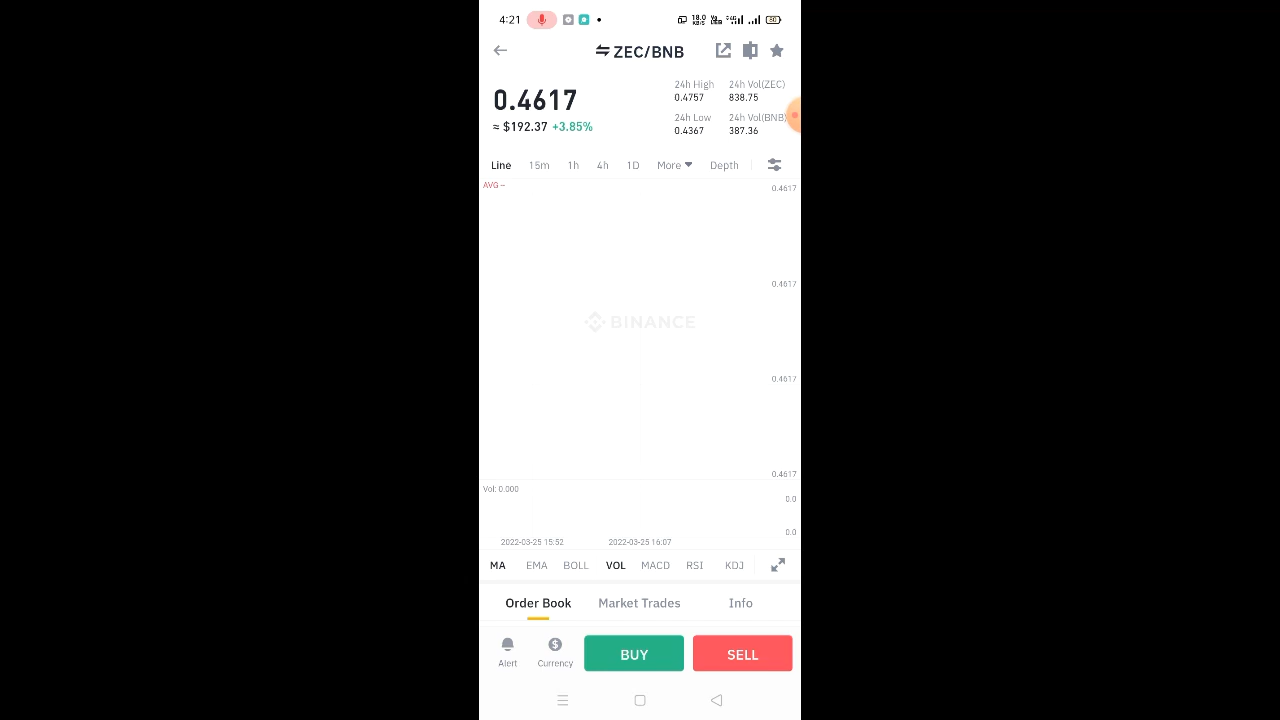 4:21 18.0 KB/S 80
ZEC/BNB
0.4617
≈ $192.37 +3.85%
24h High 24h Vol(ZEC)
0.4757 838.75
24h Low 24h Vol(BNB)
0.4367 387.36
Line 15m 1h 4h 1D More Depth
AVG –
0.4617
0.4617
BINANCE
0.4617
0.4617
Vol: 0.000
0.0
0.0
2022-03-25 15:52 2022-03-25 16:07
MA EMA BOLL VOL MACD RSI KDJ
Order Book Market Trades Info
Alert Currency BUY SELL